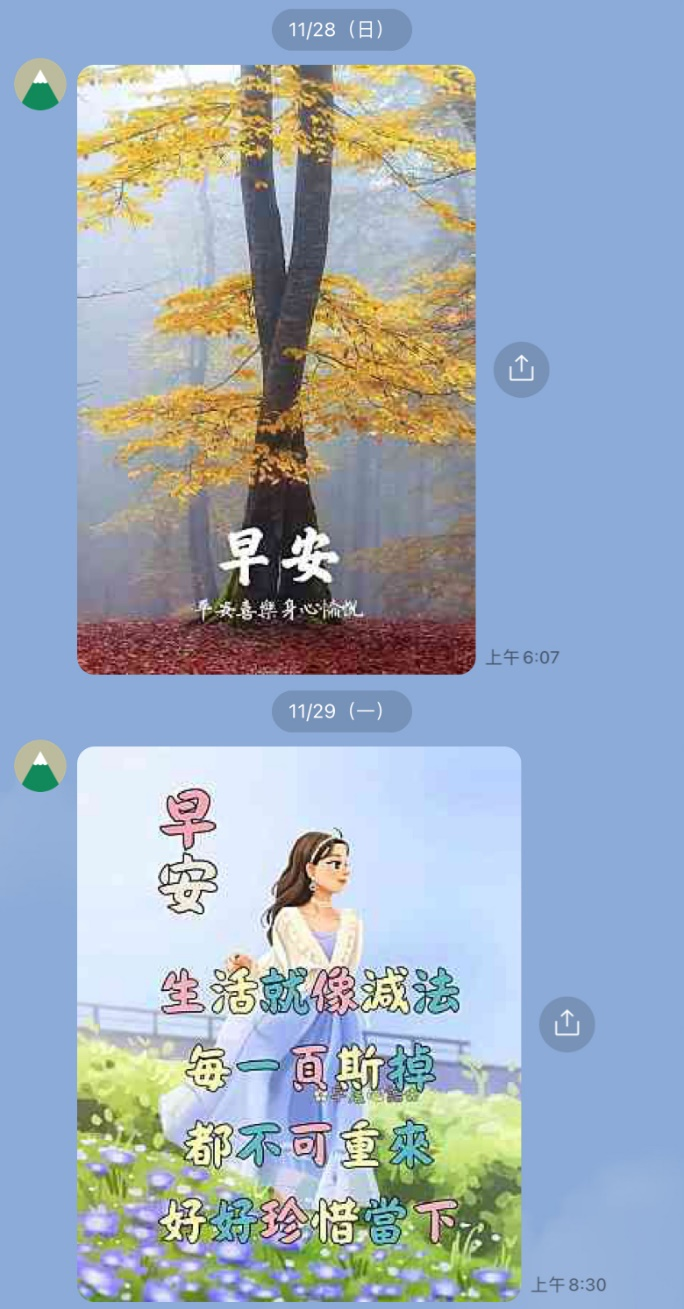 11/28（日）
早安
平安喜樂身心愉悅
上午 6:07
11/29（一）
早
安
生活就像減法
每一頁斯掉
都不可重來
好好珍惜當下
上午 8:30